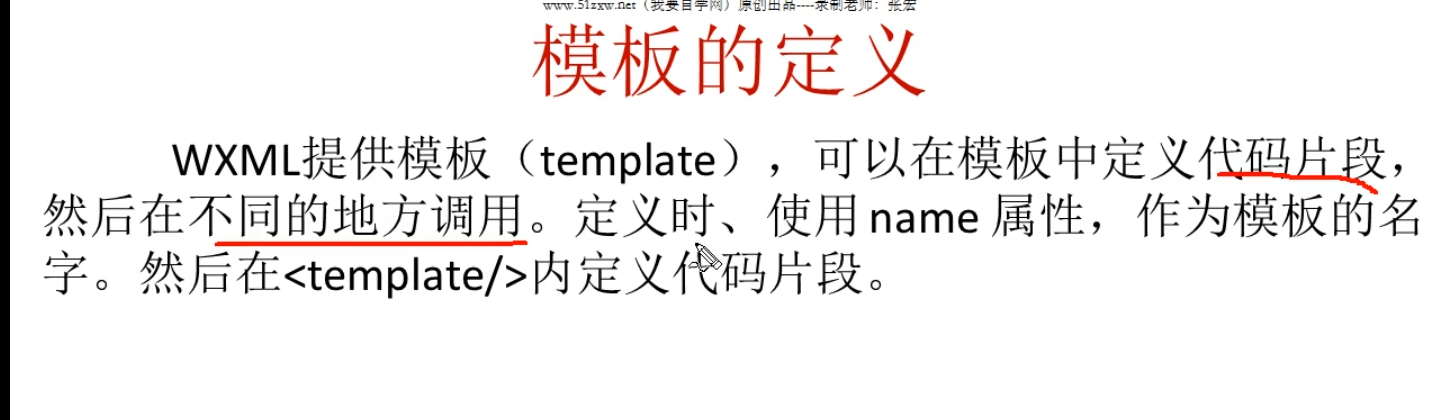 www.51zxw.net（我要自学网）原创出品----录制老师：张宏
模板的定义
WXML提供模板（template），可以在模板中定义代码片段，
然后在不同的地方调用。定义时、使用 name 属性，作为模板的名
字。然后在<template/>内定义代码片段。